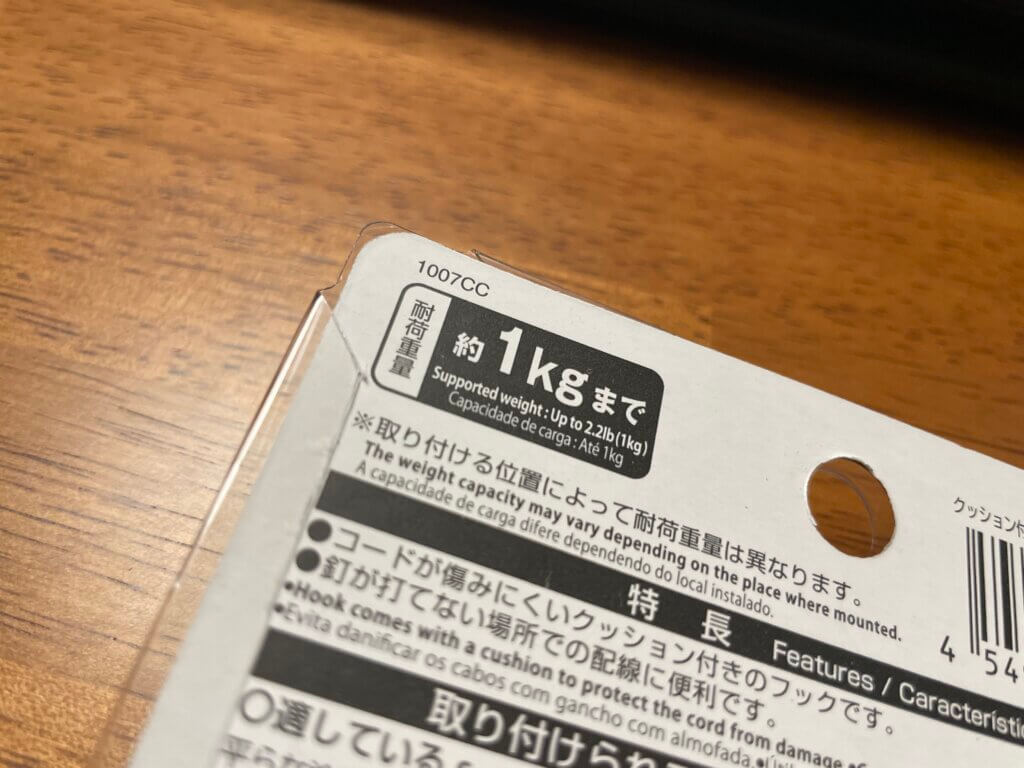 1007CC
耐荷重量
約1kgまで
Supported weight : Up to 2.2lb(1kg)
Capacidade de carga : Até 1kg
※取り付ける位置によって耐荷重量は異なります。
The weight capacity may vary depending on the place where mounted.
A capacidade de carga difere dependendo do local instalado.
特 長 Features / Característic
●コードが傷みにくいクッション付きのフックです。
●釘が打てない場所での配線に便利です。
•Hook comes with a cushion to protect the cord from damage
•Evita danificar os cabos com gancho com almofada.
取り付けられ
〇適している
クッション付
4 54